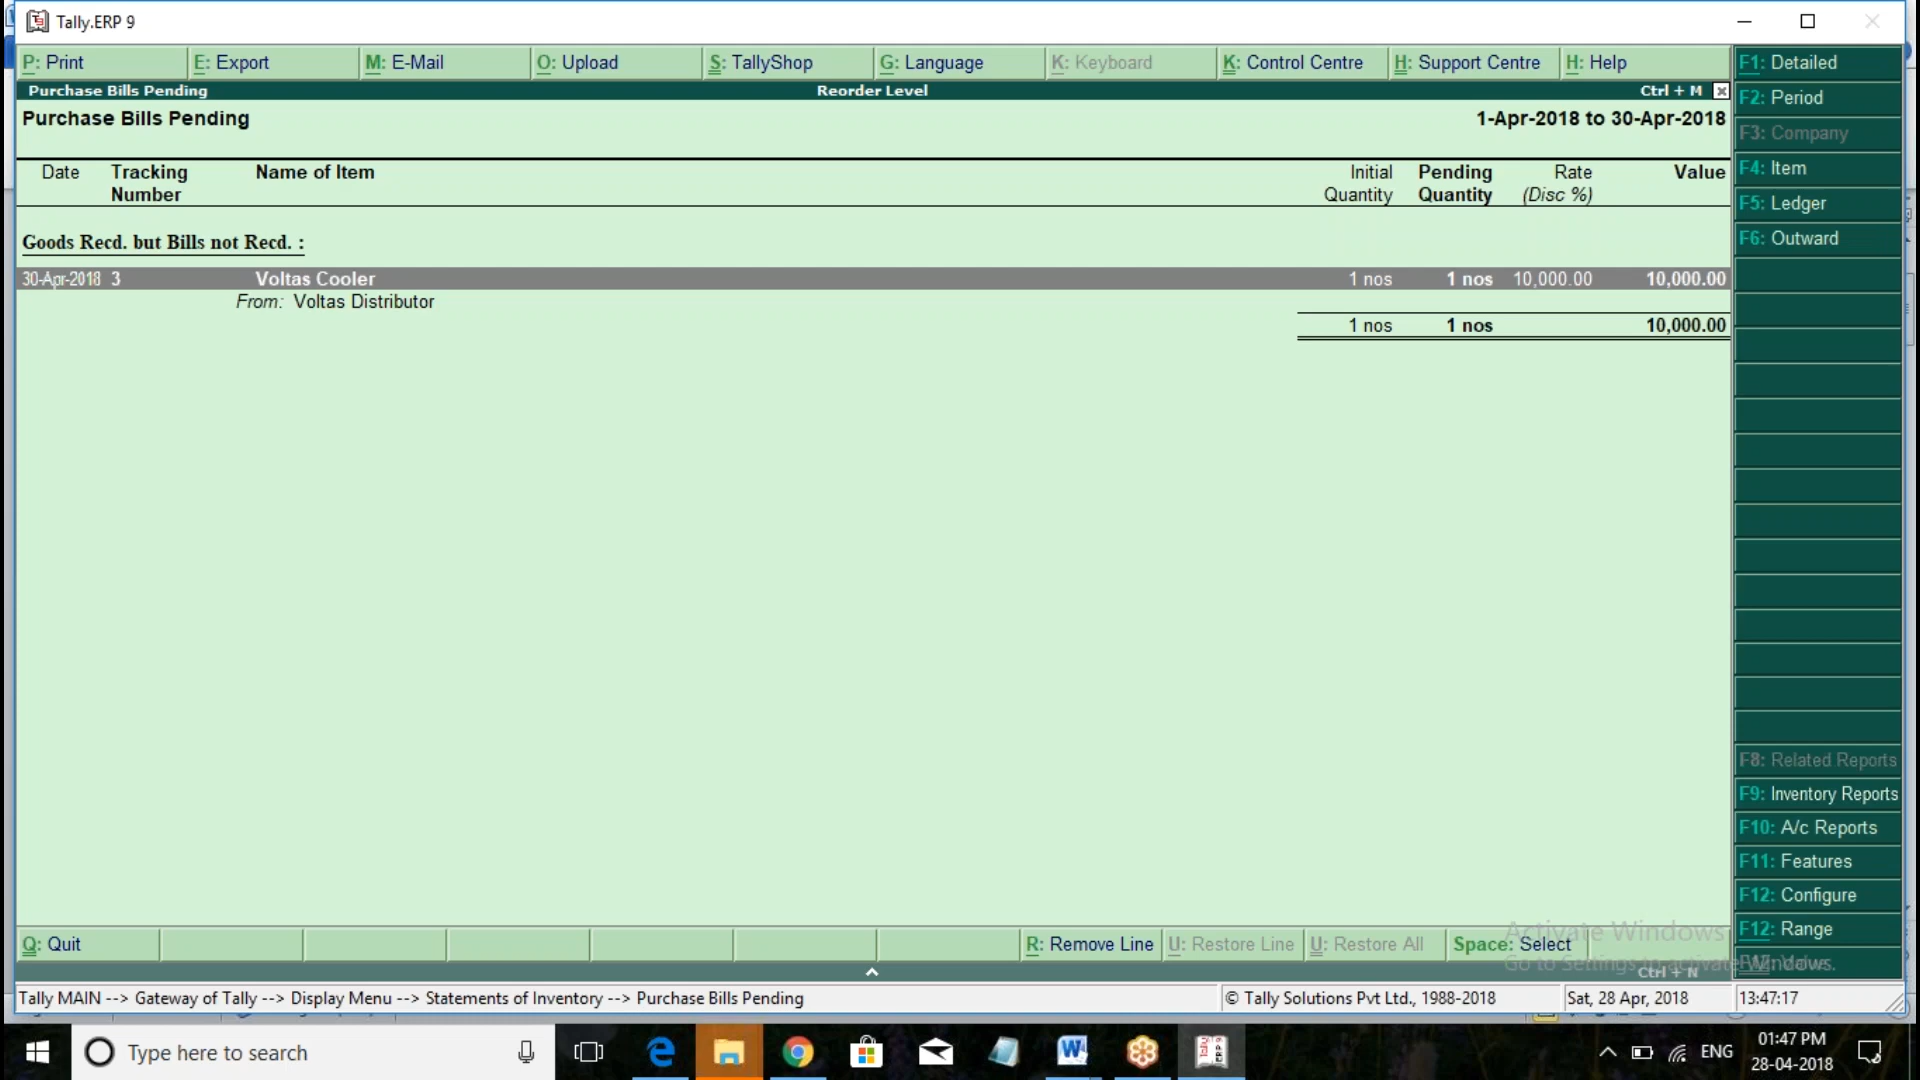 Tally.ERP 9
P: Print E: Export M: E-Mail O: Upload S: TallyShop G: Language K: Keyboard K: Control Centre H: Support Centre H: Help
Purchase Bills Pending Reorder Level Ctrl + M
Purchase Bills Pending 1-Apr-2018 to 30-Apr-2018
Date Tracking Name of Item Initial Pending Rate Value
Number Quantity Quantity (Disc %)
Goods Recd. but Bills not Recd. :
30-Apr-2018 3 Voltas Cooler 1 nos 1 nos 10,000.00 10,000.00
From: Voltas Distributor
1 nos 1 nos 10,000.00
F1: Detailed
F2: Period
F3: Company
F4: Item
F5: Ledger
F6: Outward
F8: Related Reports
F9: Inventory Reports
F10: A/c Reports
F11: Features
F12: Configure
F12: Range
Activate Windows
Go to Settings to activate Windows.
Q: Quit R: Remove Line U: Restore Line U: Restore All Space: Select
Ctrl + N
Tally MAIN --> Gateway of Tally --> Display Menu --> Statements of Inventory --> Purchase Bills Pending © Tally Solutions Pvt Ltd., 1988-2018 Sat, 28 Apr, 2018 13:47:17
Type here to search ENG 01:47 PM
28-04-2018